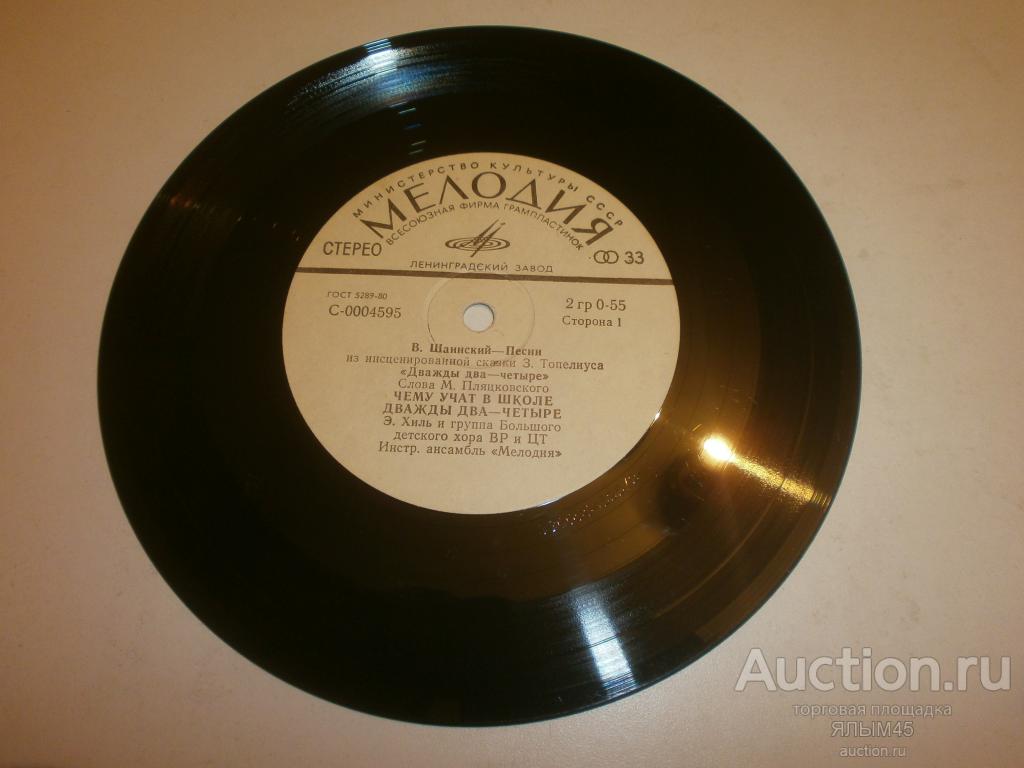 МИНИСТЕРСТВО КУЛЬТУРЫ СССР
МЕЛОДИЯ
ВСЕСОЮЗНАЯ ФИРМА ГРАМПЛАСТИНОК
СТЕРЕО
33
ЛЕНИНГРАДСКИЙ ЗАВОД
ГОСТ 5289-80
С-0004595
2 гр 0-55
Сторона 1
В. Шаинский—Песни
из инсценированной сказки З. Топелиуса
«Дважды два—четыре»
Слова М. Пляцковского
ЧЕМУ УЧАТ В ШКОЛЕ
ДВАЖДЫ ДВА—ЧЕТЫРЕ
Э. Хиль и группа Большого
детского хора ВР и ЦТ
Инстр. ансамбль «Мелодия»
Auction.ru
торговая площадка
ЯЛЫМ45
auction.ru